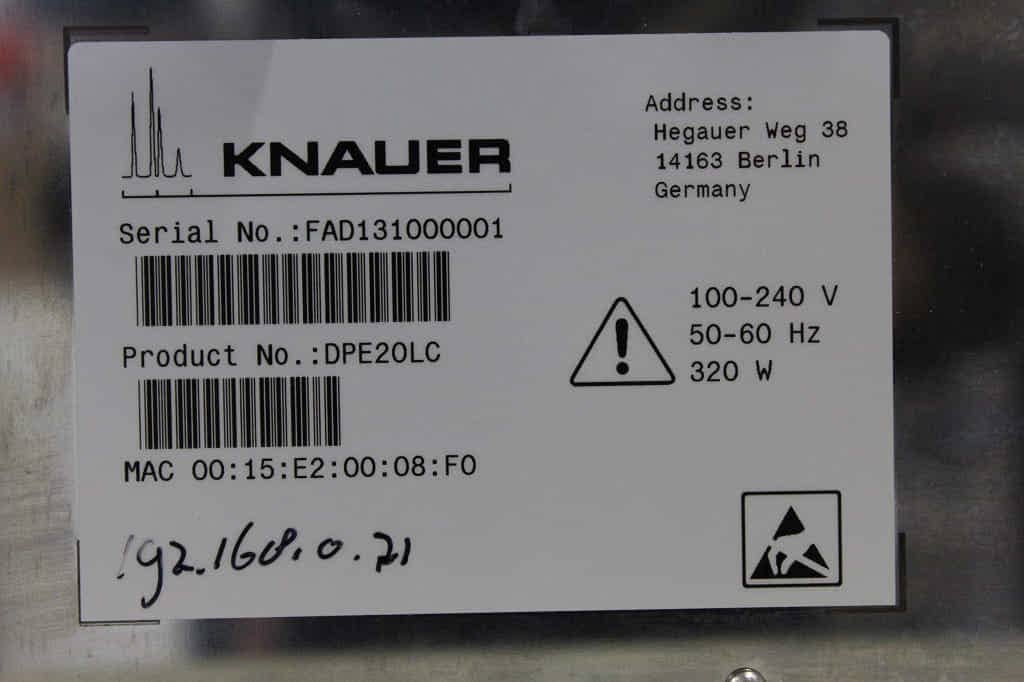 KNAUER
Serial No.:FAD131000001
Product No.:DPE20LC
MAC 00:15:E2:00:08:F0
192.168.0.21
Address:
Hegauer Weg 38
14163 Berlin
Germany
100-240 V
50-60 Hz
320 W